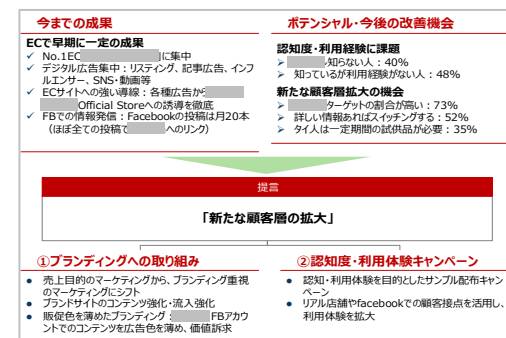 今までの成果
ECで早期に一定の成果
✓ No.1EC に集中
✓ デジタル広告集中：リスティング、記事広告、インフ
ルエンサー、SNS・動画等
✓ ECサイトへの強い導線：各種広告から
Official Storeへの誘導を徹底
✓ FBでの情報発信：Facebookの投稿は月20本
（ほぼ全ての投稿で へのリンク）
ポテンシャル・今後の改善機会
認知度・利用経験に課題
➢ 知らない人：40%
➢ 知っているが利用経験がない人：48%
新たな顧客層拡大の機会
➢ ターゲットの割合が高い：73%
➢ 詳しい情報あればスイッチングする：52%
➢ タイ人は一定期間の試供品が必要：35%
提言
「新たな顧客層の拡大」
①ブランディングへの取り組み
● 売上目的のマーケティングから、ブランディング重視
のマーケティングにシフト
● ブランドサイトのコンテンツ強化・流入強化
● 販促色を薄めたブランディング： FBアカウ
ントでのコンテンツを広告色を薄め、価値訴求
②認知度・利用体験キャンペーン
● 認知・利用体験を目的としたサンプル配布キャン
ペーン
● リアル店舗やfacebookでの顧客接点を活用し、
利用体験を拡大